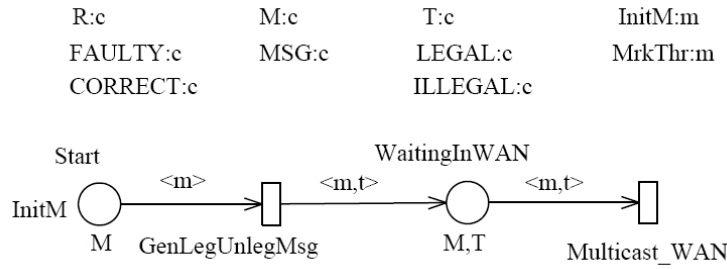 R:c M:c T:c InitM:m
FAULTY:c MSG:c LEGAL:c MrkThr:m
CORRECT:c ILLEGAL:c
Start WaitingInWAN
<m> <m,t> <m,t>
InitM
M GenLegUnlegMsg M,T Multicast_WAN